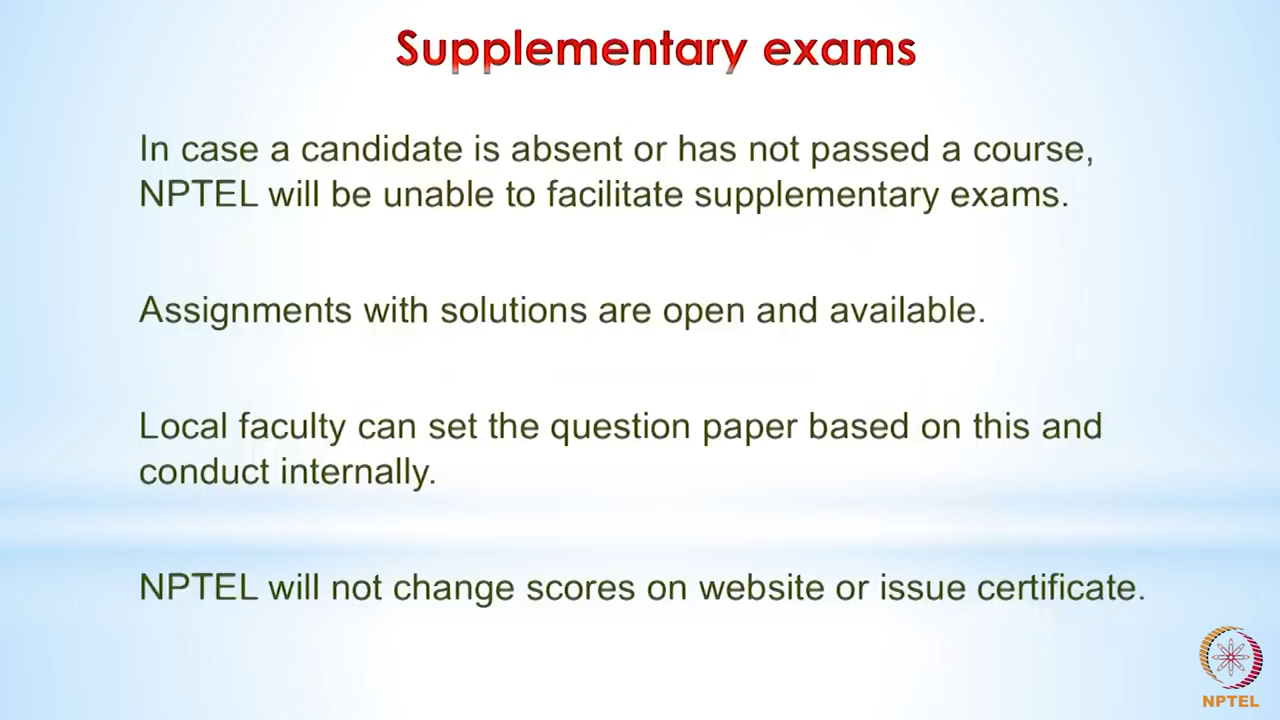 Supplementary exams
In case a candidate is absent or has not passed a course,
NPTEL will be unable to facilitate supplementary exams.
Assignments with solutions are open and available.
Local faculty can set the question paper based on this and
conduct internally.
NPTEL will not change scores on website or issue certificate.
NPTEL